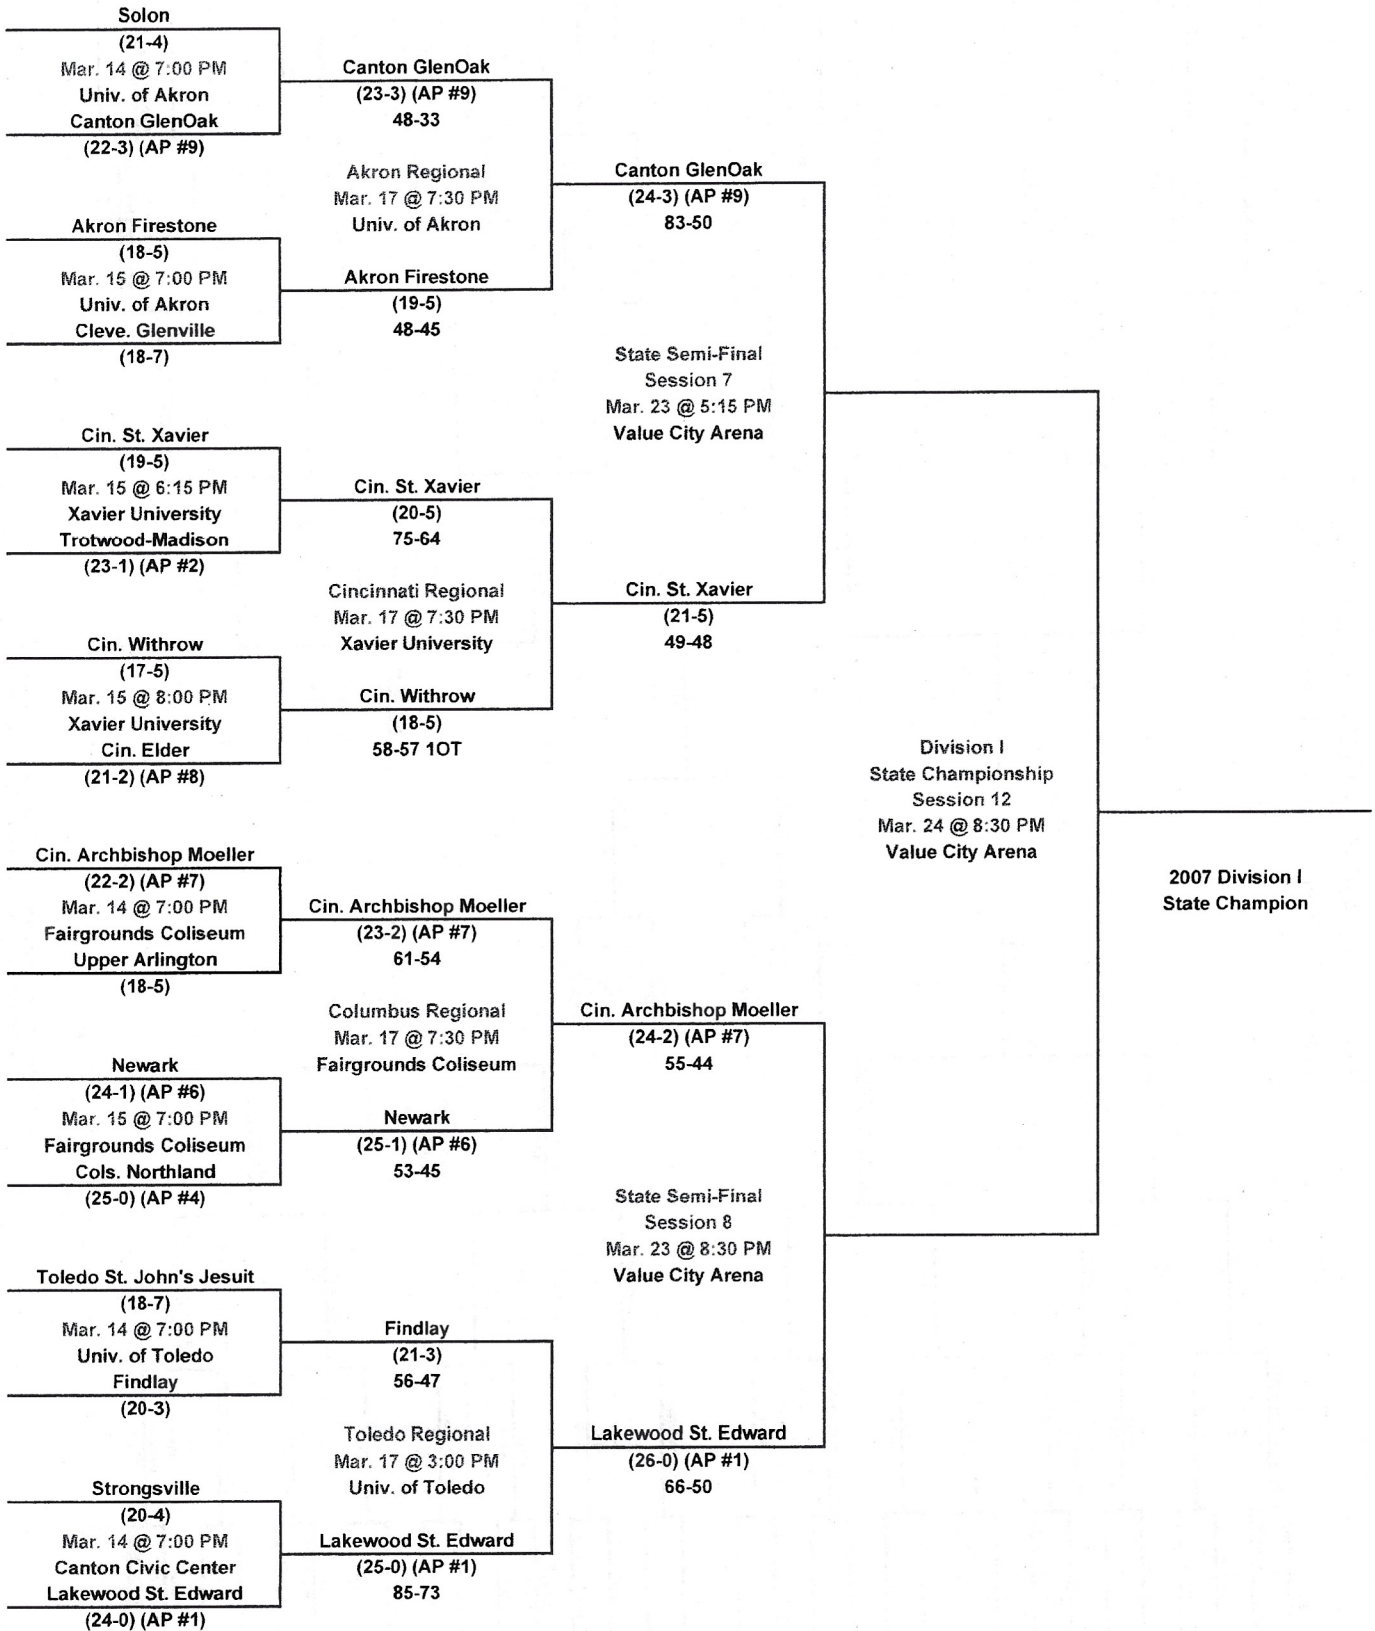 Solon
(21-4)
Mar. 14 @ 7:00 PM
Univ. of Akron
Canton GlenOak
(22-3) (AP #9)
Akron Firestone
(18-5)
Mar. 15 @ 7:00 PM
Univ. of Akron
Cleve. Glenville
(18-7)
Cin. St. Xavier
(19-5)
Mar. 15 @ 6:15 PM
Xavier University
Trotwood-Madison
(23-1) (AP #2)
Cin. Withrow
(17-5)
Mar. 15 @ 8:00 PM
Xavier University
Cin. Elder
(21-2) (AP #8)
Cin. Archbishop Moeller
(22-2) (AP #7)
Mar. 14 @ 7:00 PM
Fairgrounds Coliseum
Upper Arlington
(18-5)
Newark
(24-1) (AP #6)
Mar. 15 @ 7:00 PM
Fairgrounds Coliseum
Cols. Northland
(25-0) (AP #4)
Toledo St. John's Jesuit
(18-7)
Mar. 14 @ 7:00 PM
Univ. of Toledo
Findlay
(20-3)
Strongsville
(20-4)
Mar. 14 @ 7:00 PM
Canton Civic Center
Lakewood St. Edward
(24-0) (AP #1)
Canton GlenOak
(23-3) (AP #9)
48-33
Akron Regional
Mar. 17 @ 7:30 PM
Univ. of Akron
Akron Firestone
(19-5)
48-45
Cin. St. Xavier
(20-5)
75-64
Cincinnati Regional
Mar. 17 @ 7:30 PM
Xavier University
Cin. Withrow
(18-5)
58-57 1OT
Cin. Archbishop Moeller
(23-2) (AP #7)
61-54
Columbus Regional
Mar. 17 @ 7:30 PM
Fairgrounds Coliseum
Newark
(25-1) (AP #6)
53-45
Findlay
(21-3)
56-47
Toledo Regional
Mar. 17 @ 3:00 PM
Univ. of Toledo
Lakewood St. Edward
(25-0) (AP #1)
85-73
Canton GlenOak
(24-3) (AP #9)
83-50
State Semi-Final
Session 7
Mar. 23 @ 5:15 PM
Value City Arena
Cin. St. Xavier
(21-5)
49-48
Cin. Archbishop Moeller
(24-2) (AP #7)
55-44
State Semi-Final
Session 8
Mar. 23 @ 8:30 PM
Value City Arena
Lakewood St. Edward
(26-0) (AP #1)
66-50
Division I
State Championship
Session 12
Mar. 24 @ 8:30 PM
Value City Arena
2007 Division I
State Champion